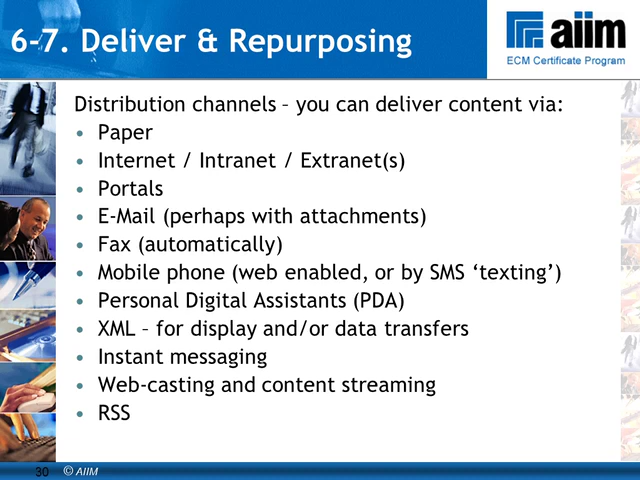 6-7. Deliver & Repurposing
aiim
ECM Certificate Program
Distribution channels – you can deliver content via:
• Paper
• Internet / Intranet / Extranet(s)
• Portals
• E-Mail (perhaps with attachments)
• Fax (automatically)
• Mobile phone (web enabled, or by SMS ‘texting’)
• Personal Digital Assistants (PDA)
• XML – for display and/or data transfers
• Instant messaging
• Web-casting and content streaming
• RSS
30 © AIIM